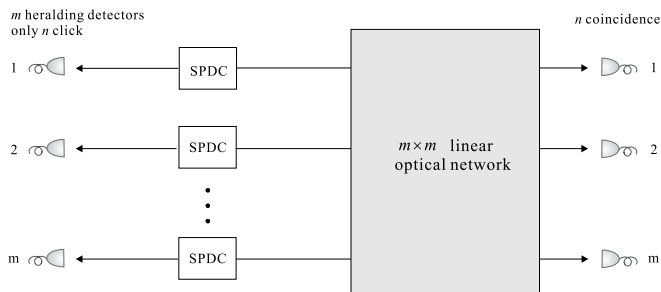 m heralding detectors
only n click
n coincidence
1
SPDC
1
2
SPDC
m×m linear
optical network
2
m
SPDC
m